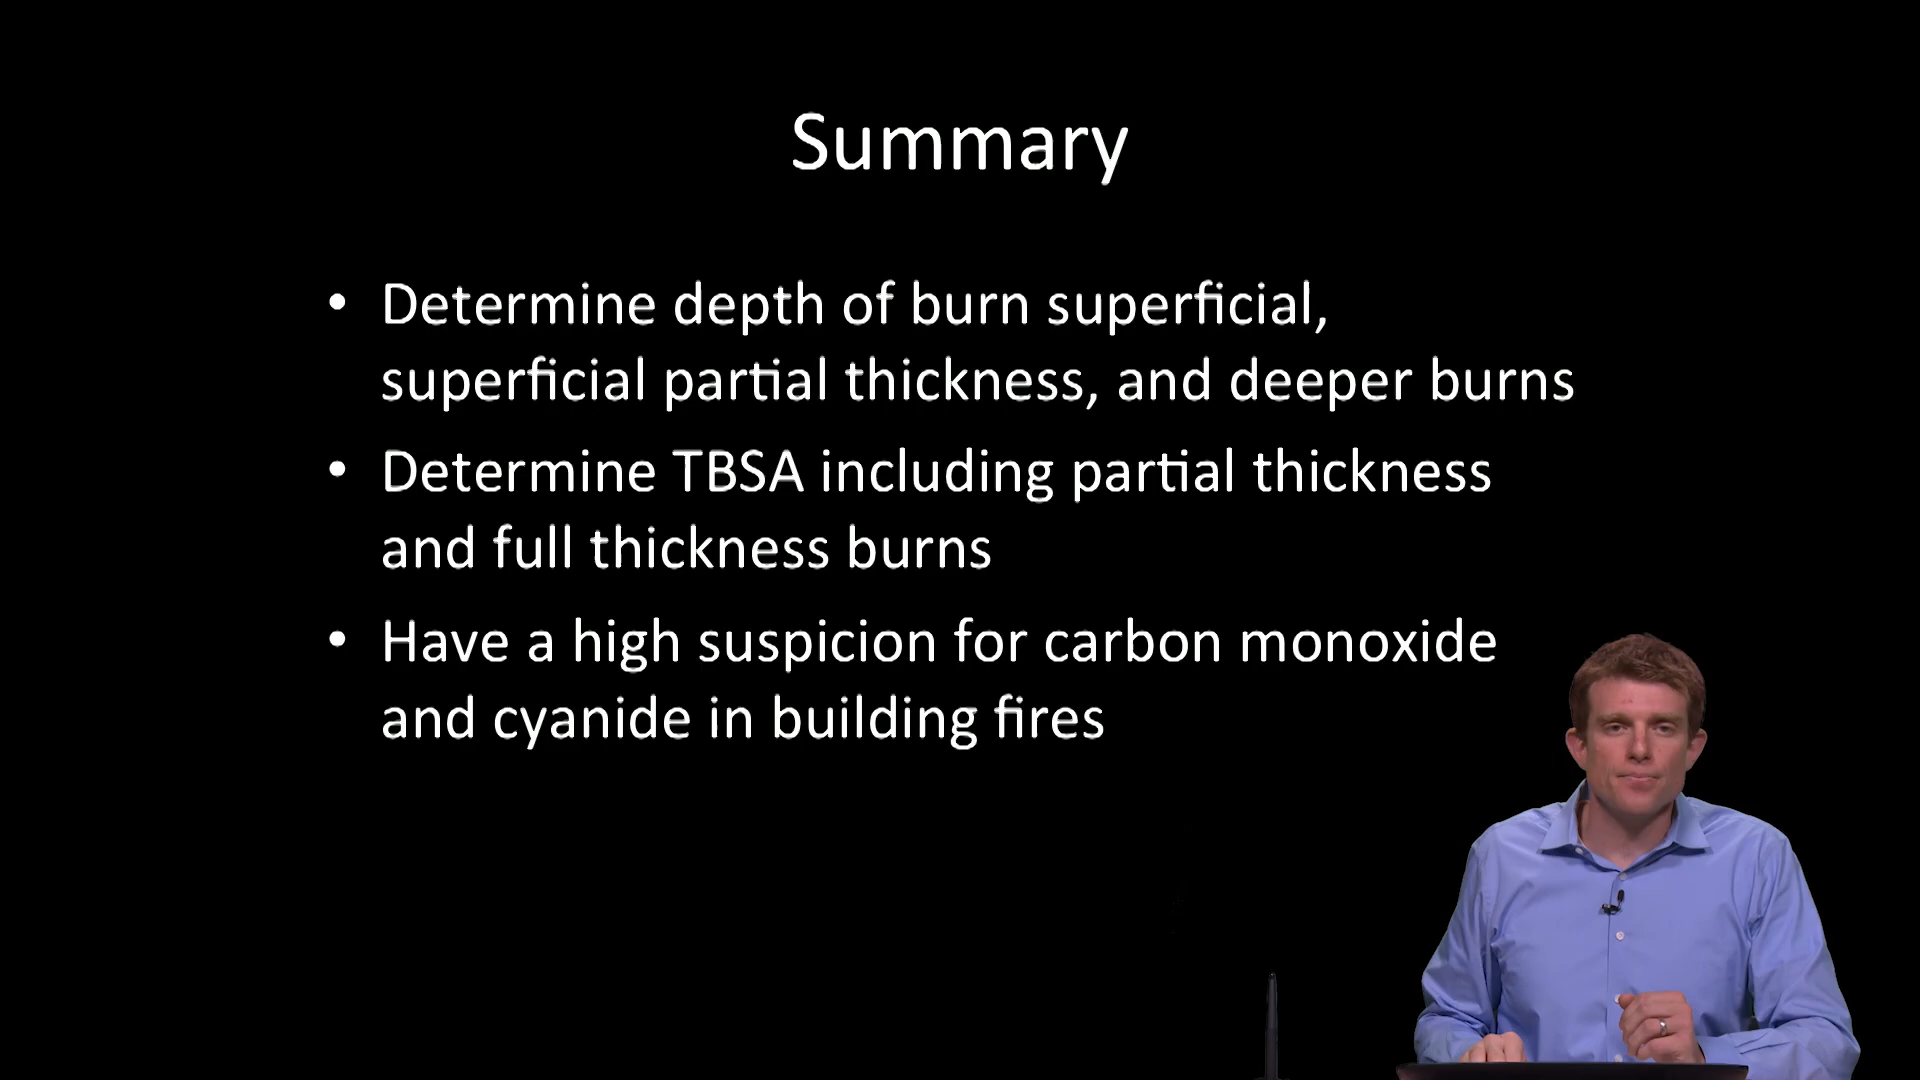 Summary
• Determine depth of burn superficial,
superficial partial thickness, and deeper burns
• Determine TBSA including partial thickness
and full thickness burns
• Have a high suspicion for carbon monoxide
and cyanide in building fires